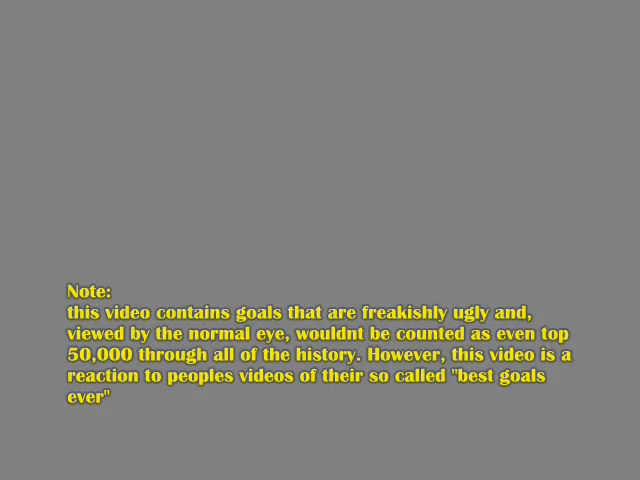 Note:
this video contains goals that are freakishly ugly and,
viewed by the normal eye, wouldnt be counted as even top
50,000 through all of the history. However, this video is a
reaction to peoples videos of their so called "best goals
ever"